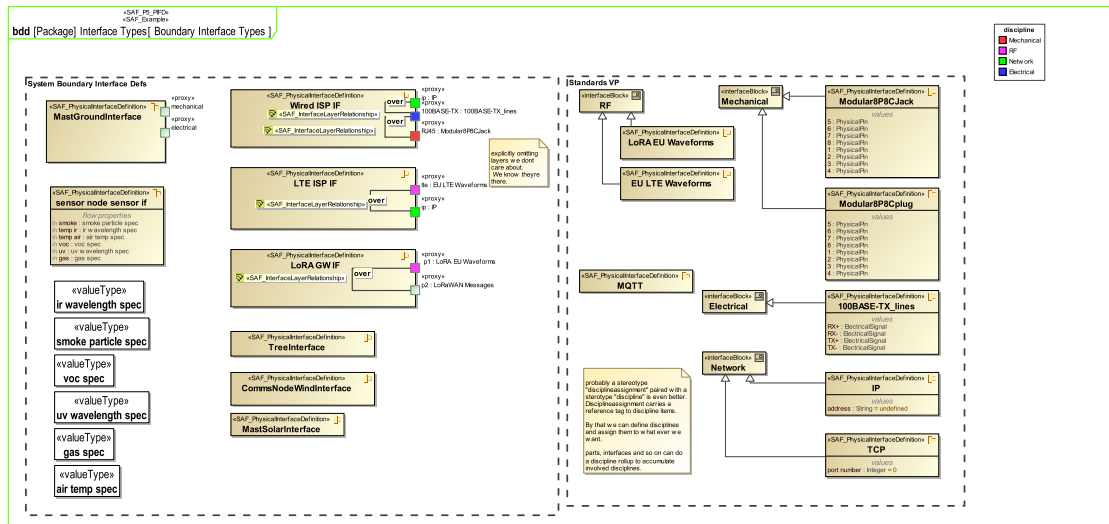 «SAF_P5_PIFD»
«SAF_Example»
bdd [Package] Interface Types[ Boundary Interface Types ]
discipline
Mechanical
RF
Network
Electrical
System Boundary Interface Defs
«SAF_PhysicalInterfaceDefinition»
MastGroundInterface
«proxy»
mechanical
«proxy»
electrical
«SAF_PhysicalInterfaceDefinition»
sensor node sensor if
flow properties
in smoke : smoke particle spec
in temp ir : ir wavelength spec
in temp air : air temp spec
in voc : voc spec
in uv : uv wavelength spec
in gas : gas spec
«valueType»
ir wavelength spec
«valueType»
smoke particle spec
«valueType»
voc spec
«valueType»
uv wavelength spec
«valueType»
gas spec
«valueType»
air temp spec
«SAF_PhysicalInterfaceDefinition»
Wired ISP IF
«SAF_InterfaceLayerRelationship»
over
«SAF_InterfaceLayerRelationship»
over
«proxy»
ip : IP
«proxy»
100BASE-TX : 100BASE-TX_lines
«proxy»
RJ45 : Modular8P8CJack
explicitly omitting
layers we dont
care about.
We know theyre
there.
«SAF_PhysicalInterfaceDefinition»
LTE ISP IF
«SAF_InterfaceLayerRelationship»
over
«proxy»
lte : EU LTE Waveforms
«proxy»
ip : IP
«SAF_PhysicalInterfaceDefinition»
LoRA GW IF
«SAF_InterfaceLayerRelationship»
over
«proxy»
p1 : LoRA EU Waveforms
«proxy»
p2 : LoRaWAN Messages
«SAF_PhysicalInterfaceDefinition»
TreeInterface
«SAF_PhysicalInterfaceDefinition»
CommsNodeWindInterface
«SAF_PhysicalInterfaceDefinition»
MastSolarInterface
Standards VP
«interfaceBlock»
RF
«SAF_PhysicalInterfaceDefinition»
LoRA EU Waveforms
«SAF_PhysicalInterfaceDefinition»
EU LTE Waveforms
«interfaceBlock»
Mechanical
«SAF_PhysicalInterfaceDefinition»
Modular8P8CJack
values
5 : PhysicalPin
6 : PhysicalPin
7 : PhysicalPin
8 : PhysicalPin
1 : PhysicalPin
2 : PhysicalPin
3 : PhysicalPin
4 : PhysicalPin
«SAF_PhysicalInterfaceDefinition»
Modular8P8Cplug
values
5 : PhysicalPin
6 : PhysicalPin
7 : PhysicalPin
8 : PhysicalPin
1 : PhysicalPin
2 : PhysicalPin
3 : PhysicalPin
4 : PhysicalPin
«SAF_PhysicalInterfaceDefinition»
MQTT
«interfaceBlock»
Electrical
«SAF_PhysicalInterfaceDefinition»
100BASE-TX_lines
values
RX+ : ElectricalSignal
RX- : ElectricalSignal
TX+ : ElectricalSignal
TX- : ElectricalSignal
«interfaceBlock»
Network
«SAF_PhysicalInterfaceDefinition»
IP
values
address : String = undefined
«SAF_PhysicalInterfaceDefinition»
TCP
values
port number : Integer = 0
probably a stereotype
"disciplineassignment" paired with a
sterotype "discipline" is even better.
Disciplineassignment carries a
reference tag to discipline items.
By that we can define disciplines
and assign them to what ever we
want.
parts, interfaces and so on can do
a discipline rollup to accumulate
involved disciplines.